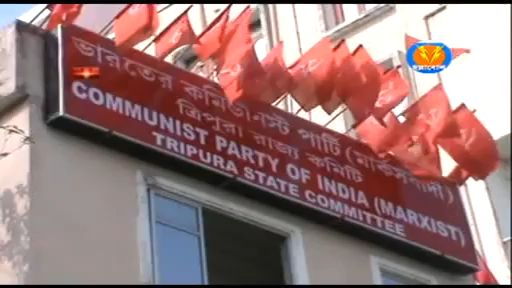 ভারতের কমিউনিস্ট পার্টি (মার্কসবাদী)
ত্রিপুরা রাজ্য কমিটি
COMMUNIST PARTY OF INDIA (MARXIST)
TRIPURA STATE COMMITTEE